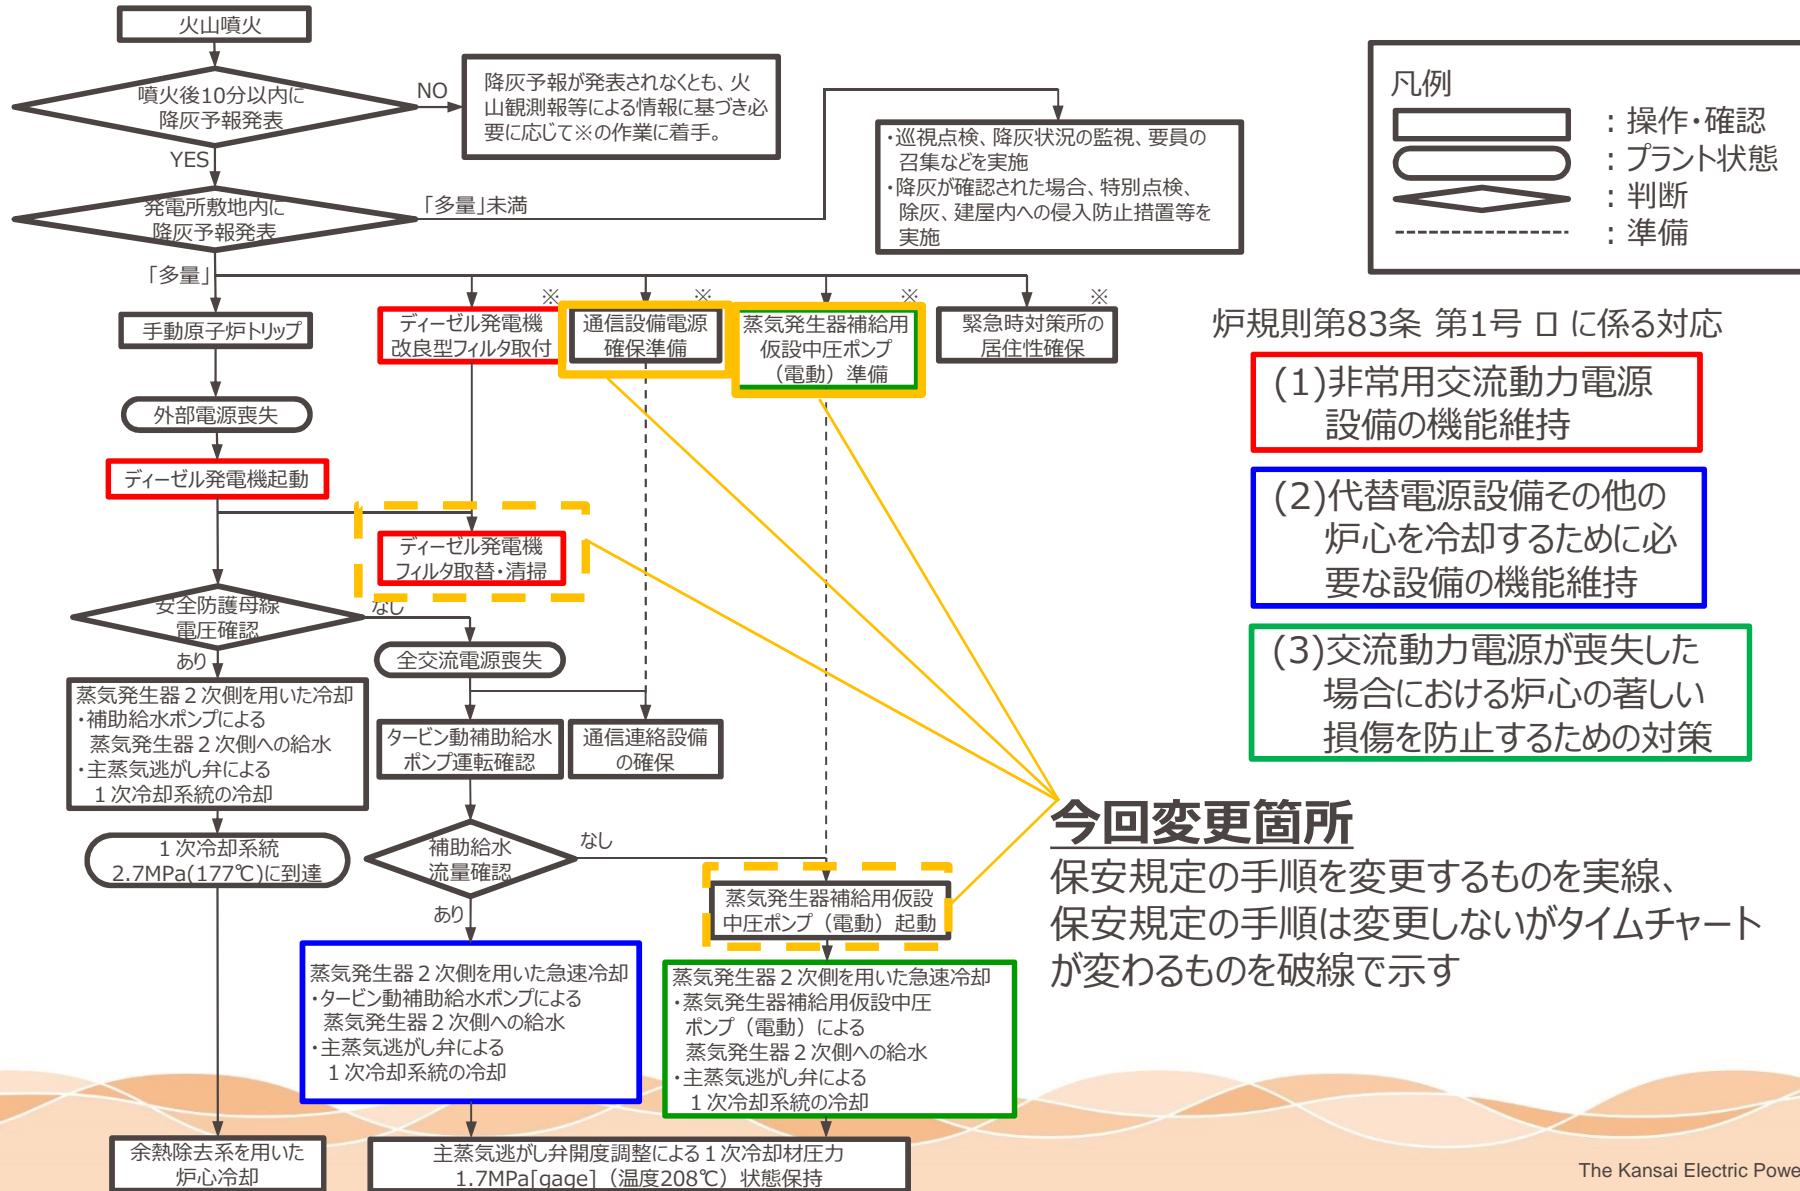 火山噴火
噴火後10分以内に
降灰予報発表
NO
降灰予報が発表されなくとも、火
山観測報等による情報に基づき必
要に応じて※の作業に着手。
YES
発電所敷地内に
降灰予報発表
「多量」未満
・巡視点検、降灰状況の監視、要員の
召集などを実施
・降灰が確認された場合、特別点検、
除灰、建屋内への侵入防止措置等を
実施
凡例
：操作・確認
：プラント状態
：判断
：準備
「多量」
手動原子炉トリップ
※
ディーゼル発電機
改良型フィルタ取付
※
通信設備電源
確保準備
※
蒸気発生器補給用
仮設中圧ポンプ
（電動）準備
※
緊急時対策所の
居住性確保
炉規則第83条 第1号 ロ に係る対応
(1)非常用交流動力電源
設備の機能維持
(2)代替電源設備その他の
炉心を冷却するために必
要な設備の機能維持
(3)交流動力電源が喪失した
場合における炉心の著しい
損傷を防止するための対策
外部電源喪失
ディーゼル発電機起動
ディーゼル発電機
フィルタ取替・清掃
安全防護母線
電圧確認
なし
あり
全交流電源喪失
蒸気発生器２次側を用いた冷却
・補助給水ポンプによる
蒸気発生器２次側への給水
・主蒸気逃がし弁による
１次冷却系統の冷却
タービン動補助給水
ポンプ運転確認
通信連絡設備
の確保
１次冷却系統
2.7MPa(177℃)に到達
補助給水
流量確認
なし
あり
蒸気発生器補給用仮設
中圧ポンプ（電動）起動
今回変更箇所
保安規定の手順を変更するものを実線、
保安規定の手順は変更しないがタイムチャート
が変わるものを破線で示す
蒸気発生器２次側を用いた急速冷却
・タービン動補助給水ポンプによる
蒸気発生器２次側への給水
・主蒸気逃がし弁による
１次冷却系統の冷却
蒸気発生器２次側を用いた急速冷却
・蒸気発生器補給用仮設中圧
ポンプ（電動）による
蒸気発生器２次側への給水
・主蒸気逃がし弁による
１次冷却系統の冷却
余熱除去系を用いた
炉心冷却
主蒸気逃がし弁開度調整による１次冷却材圧力
1.7MPa[gage]（温度208℃）状態保持
The Kansai Electric Powe